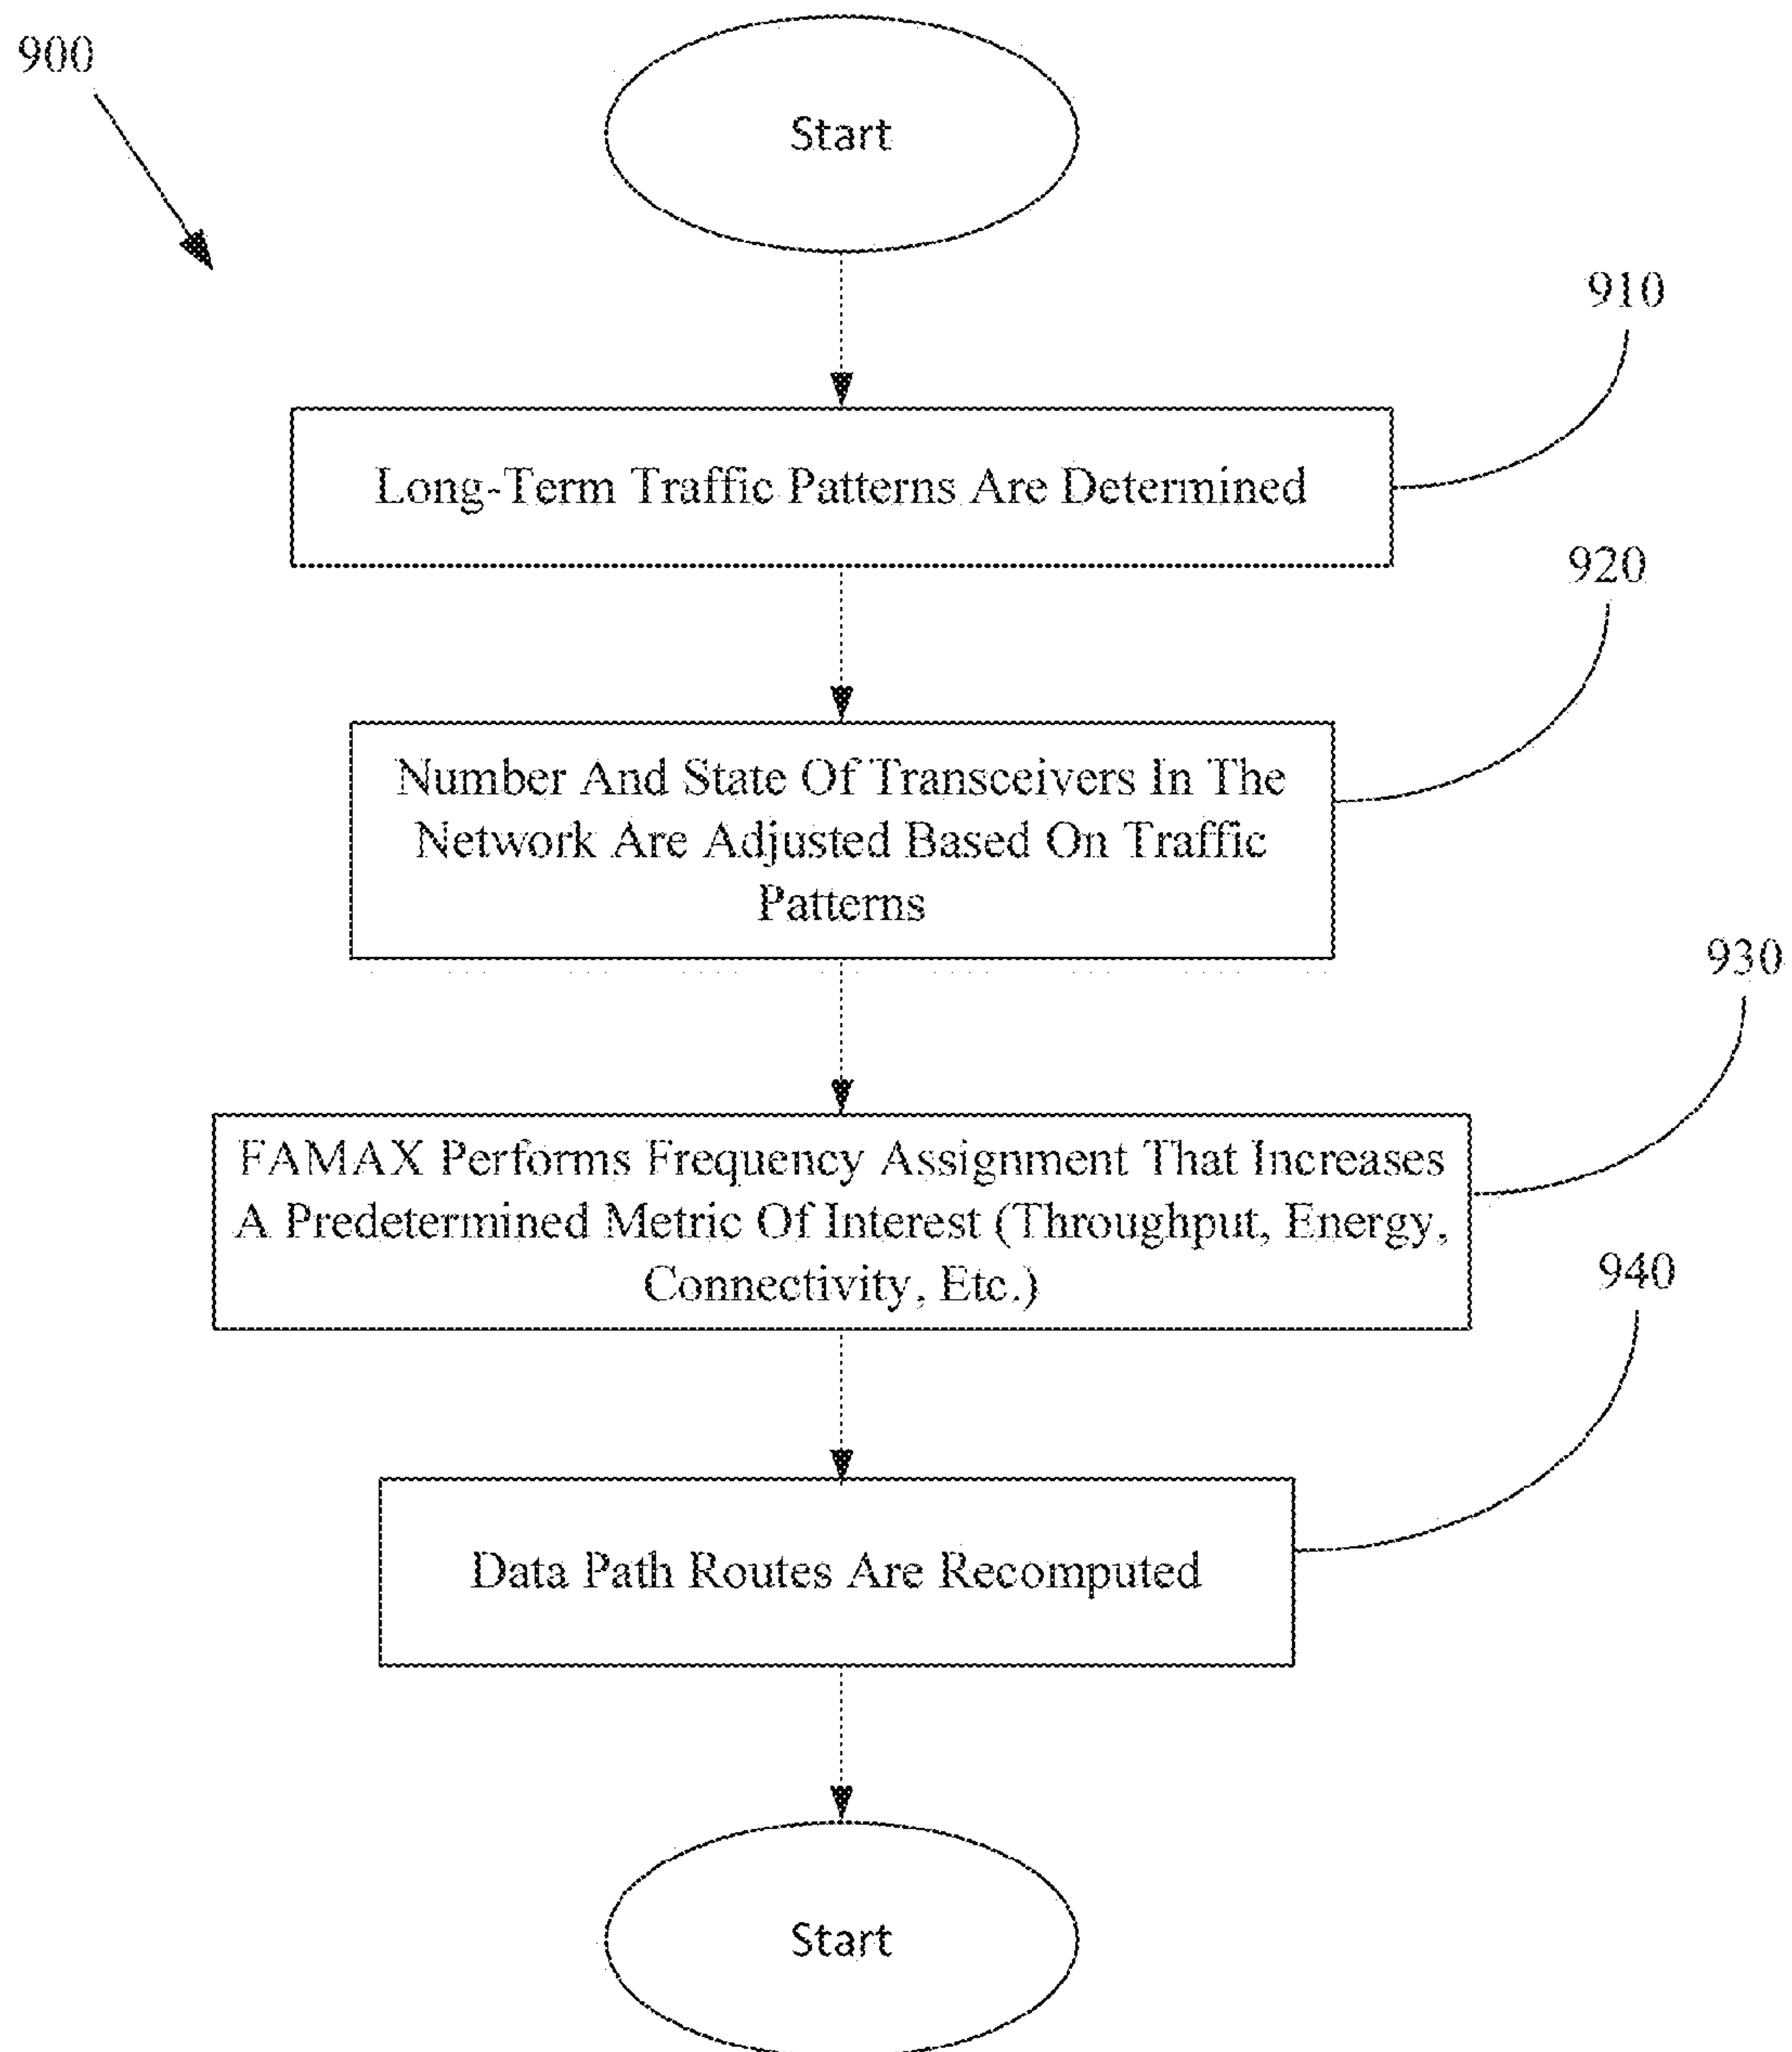 900
Start
910
Long-Term Traffic Patterns Are Determined
920
Number And State Of Transceivers In The
Network Are Adjusted Based On Traffic
Patterns
930
FAMAX Performs Frequency Assignment That Increases
A Predetermined Metric Of Interest (Throughput, Energy,
Connectivity, Etc.)
940
Data Path Routes Are Recomputed
Start